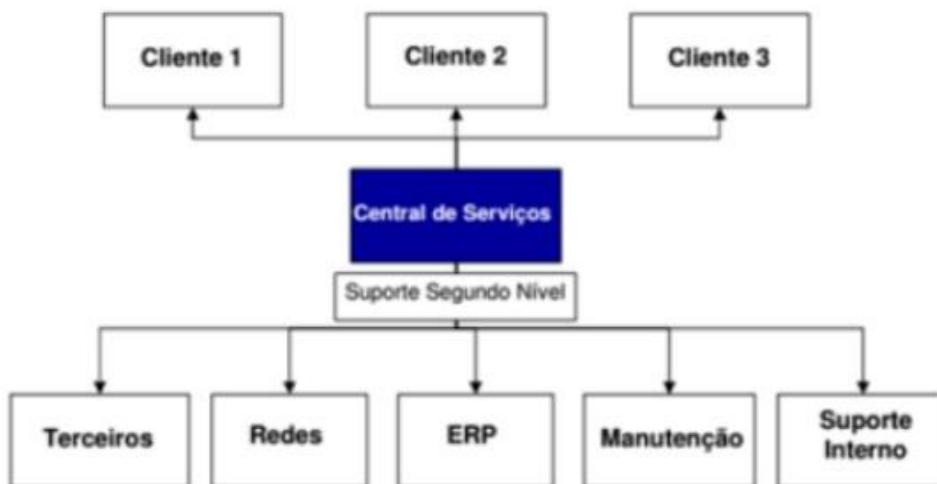 Cliente 1
Cliente 2
Cliente 3
Central de Serviços
Suporte Segundo Nível
Terceiros
Redes
ERP
Manutenção
Suporte
Interno